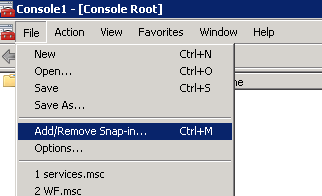 Console1 - [Console Root]
File Action View Favorites Window Help
New Ctrl+N
Open... Ctrl+O
Save Ctrl+S
Save As...
Add/Remove Snap-in... Ctrl+M
Options...
1 services.msc
2 WF.msc